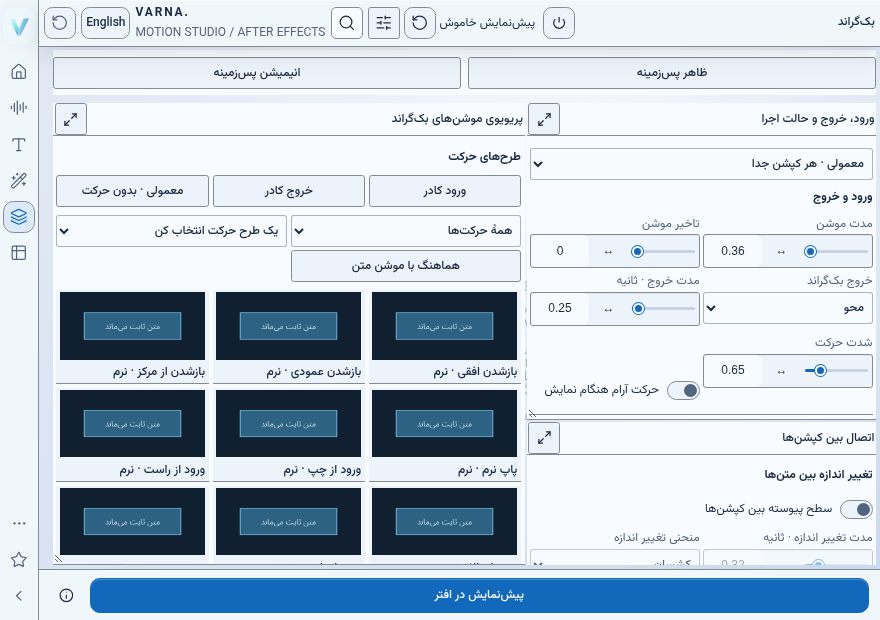 بک‌گراند
پیش‌نمایش خاموش
VARNA.
MOTION STUDIO / AFTER EFFECTS
English
ظاهر پس‌زمینه
انیمیشن پس‌زمینه
ورود، خروج و حالت اجرا
معمولی · هر کپشن جدا
ورود و خروج
مدت موشن
تاخیر موشن
0.36
0
خروج بک‌گراند
مدت خروج · ثانیه
محو
0.25
شدت حرکت
0.65
حرکت آرام هنگام نمایش
اتصال بین کپشن‌ها
تغییر اندازه بین متن‌ها
سطح پیوسته بین کپشن‌ها
مدت تغییر اندازه · ثانیه
منحنی تغییر اندازه
پریویوی موشن‌های بک‌گراند
طرح‌های حرکت
ورود کادر
خروج کادر
معمولی · بدون حرکت
همهٔ حرکت‌ها
یک طرح حرکت انتخاب کن
هماهنگ با موشن متن
متن ثابت می‌ماند
متن ثابت می‌ماند
متن ثابت می‌ماند
بازشدن افقی · نرم
بازشدن عمودی · نرم
بازشدن از مرکز · نرم
متن ثابت می‌ماند
متن ثابت می‌ماند
متن ثابت می‌ماند
پاپ نرم · نرم
ورود از چپ · نرم
ورود از راست · نرم
متن ثابت می‌ماند
متن ثابت می‌ماند
متن ثابت می‌ماند
پیش‌نمایش در افتر